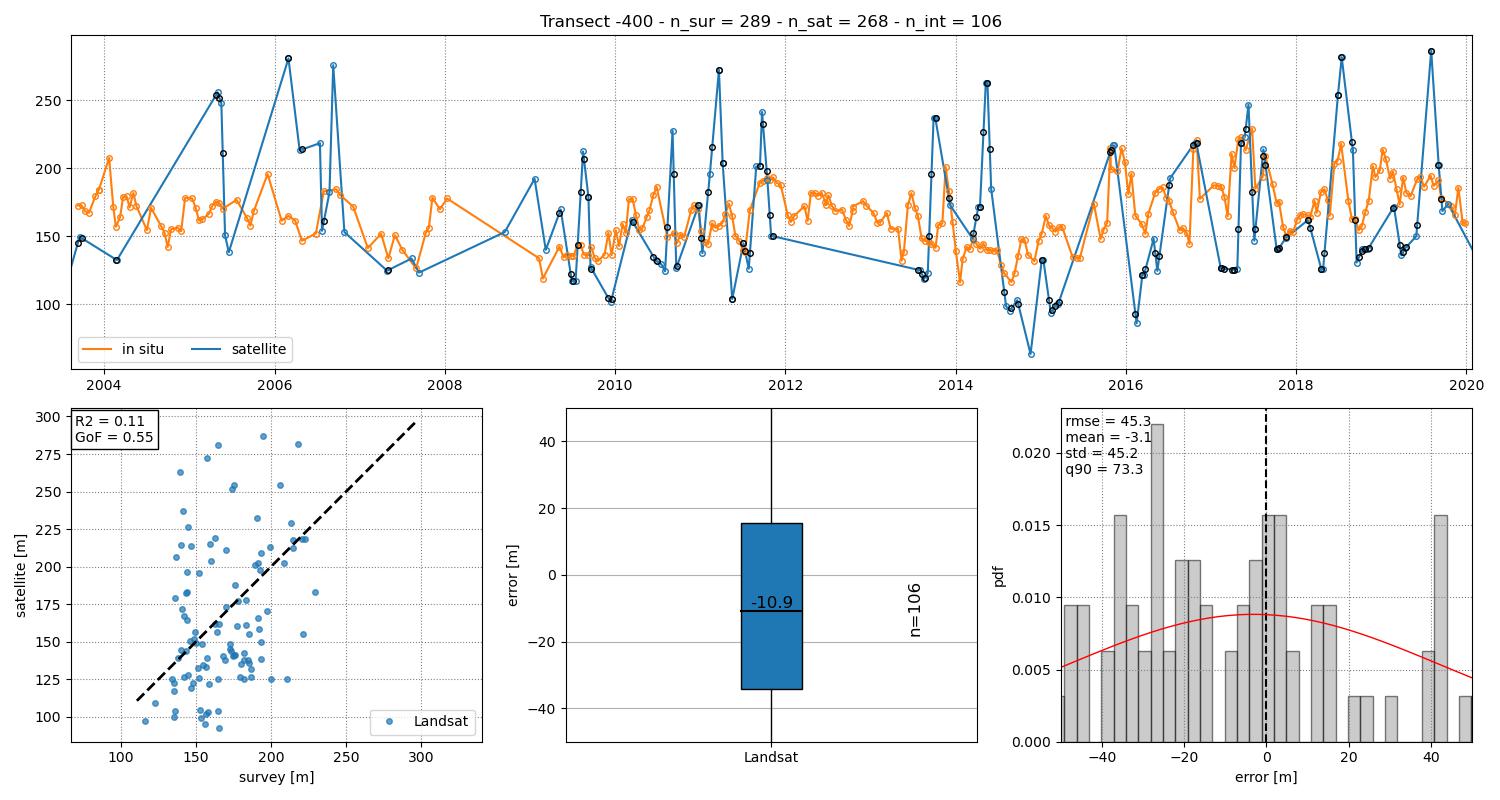 Transect -400 - n_sur = 289 - n_sat = 268 - n_int = 106
250
200
150
100
in situ
satellite
2004 2006 2008 2010 2012 2014 2016 2018 2020
R2 = 0.11
GoF = 0.55
300
275
250
225
200
175
150
125
100
satellite [m]
Landsat
100 150 200 250 300
survey [m]
40
20
0
−20
−40
error [m]
-10.9
n=106
Landsat
rmse = 45.3
mean = -3.1
std = 45.2
q90 = 73.3
0.020
0.015
0.010
0.005
0.000
pdf
−40 −20 0 20 40
error [m]